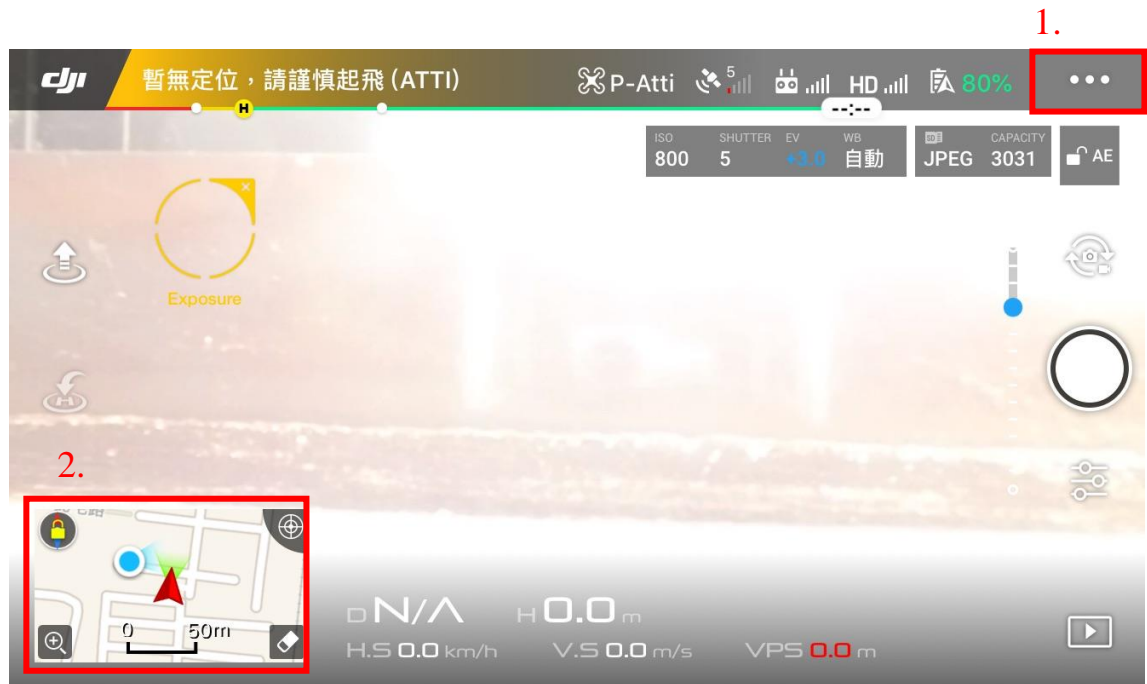 1.
dji 暫無定位，請謹慎起飛 (ATTI) P-Atti 5 HD 80%
H --:--
ISO SHUTTER EV WB CAPACITY
800 5 +3.0 自動 JPEG 3031 AE
Exposure
H
2.
0 50m
D N/A H 0.0 m
H.S 0.0 km/h V.S 0.0 m/s VPS 0.0 m